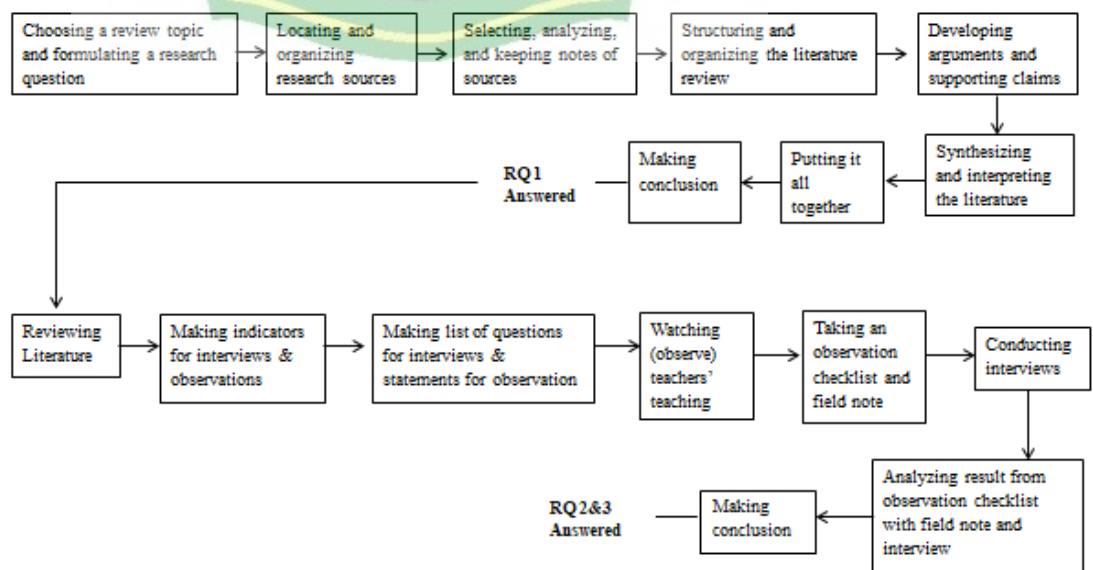 Choosing a review topic
and formulating a research
question
Locating and
organizing
research sources
Selecting, analyzing,
and keeping notes of
sources
Structuring and
organizing the literature
review
Developing
arguments and
supporting claims
Synthesizing
and interpreting
the literature
Putting it
all
together
Making
conclusion
RQ1
Answered
Reviewing
Literature
Making indicators
for interviews &
observations
Making list of questions
for interviews &
statements for observation
Watching
(observe)
teachers'
teaching
Taking an
observation
checklist and
field note
Conducting
interviews
Analyzing result from
observation checklist
with field note and
interview
Making
conclusion
RQ2&3
Answered